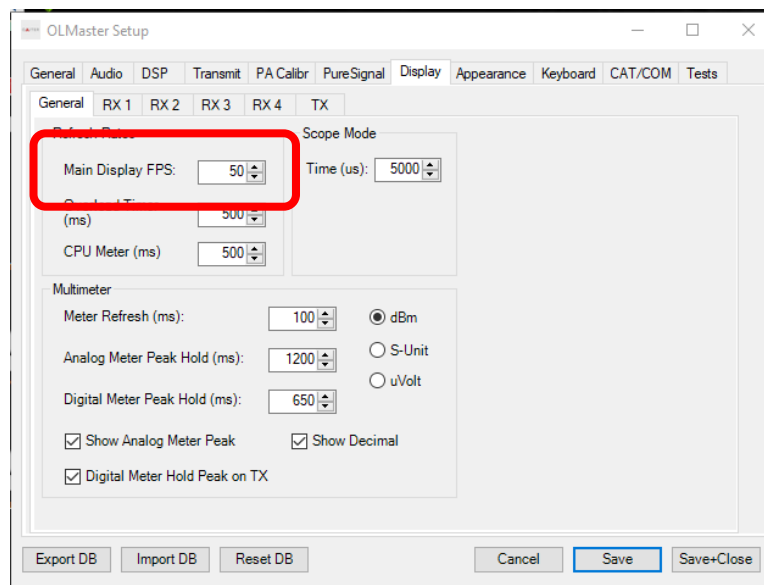 OLMaster Setup
General Audio DSP Transmit PA Calibr PureSignal Display Appearance Keyboard CAT/COM Tests
General RX 1 RX 2 RX 3 RX 4 TX
Scope Mode
Main Display FPS: 50
Time (us): 5000
(ms) 500
CPU Meter (ms) 500
Multimeter
Meter Refresh (ms): 100
dBm
Analog Meter Peak Hold (ms): 1200
S-Unit
uVolt
Digital Meter Peak Hold (ms): 650
Show Analog Meter Peak Show Decimal
Digital Meter Hold Peak on TX
Export DB Import DB Reset DB Cancel Save Save+Close